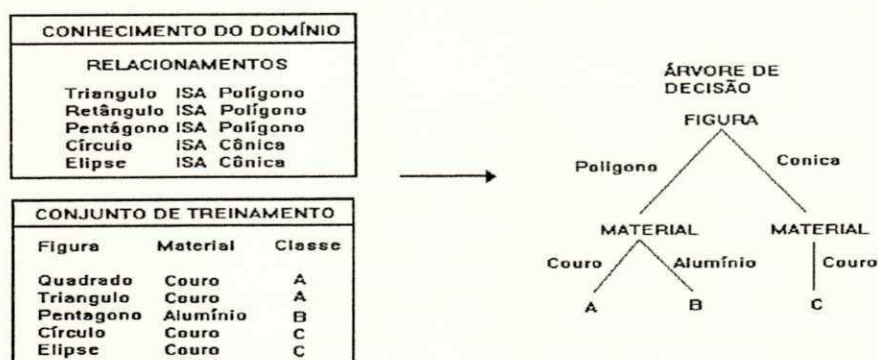 CONHECIMENTO DO DOMÍNIO
RELACIONAMENTOS
Triangulo ISA Polígono
Retângulo ISA Polígono
Pentágono ISA Polígono
Círculo ISA Cônica
Elipse ISA Cônica
CONJUNTO DE TREINAMENTO
Figura Material Classe
Quadrado Couro A
Triangulo Couro A
Pentagono Alumínio B
Círculo Couro C
Elipse Couro C
ÁRVORE DE
DECISÃO
FIGURA
Poligono Conica
MATERIAL MATERIAL
Couro Alumínio Couro
A B C